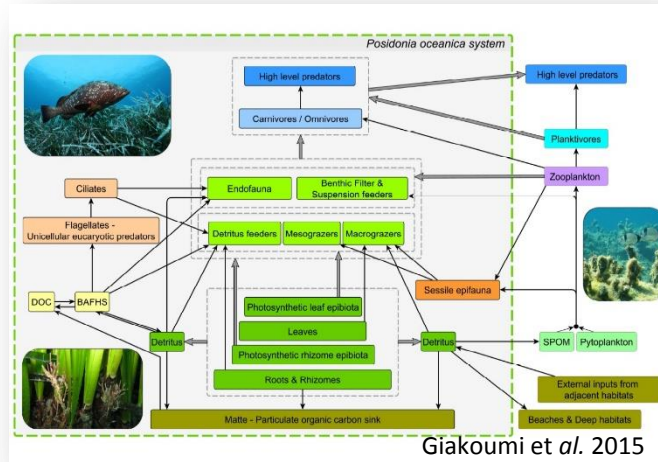 Posidonia oceanica system
High level predators
High level predators
Carnivores / Omnivores
Planktivores
Zooplankton
Ciliates
Endofauna
Benthic Filter &
Suspension feeders
Flagellates -
Unicellular eucaryotic predators
Detritus feeders
Mesograzers
Macrograzers
Sessile epifauna
DOC
BAFHS
Photosynthetic leaf epibiota
Leaves
Detritus
Detritus
SPOM
Pytoplankton
Photosynthetic rhizome epibiota
Roots & Rhizomes
External inputs from
adjacent habitats
Matte - Particulate organic carbon sink
Beaches & Deep habitats
Giakoumi et al. 2015